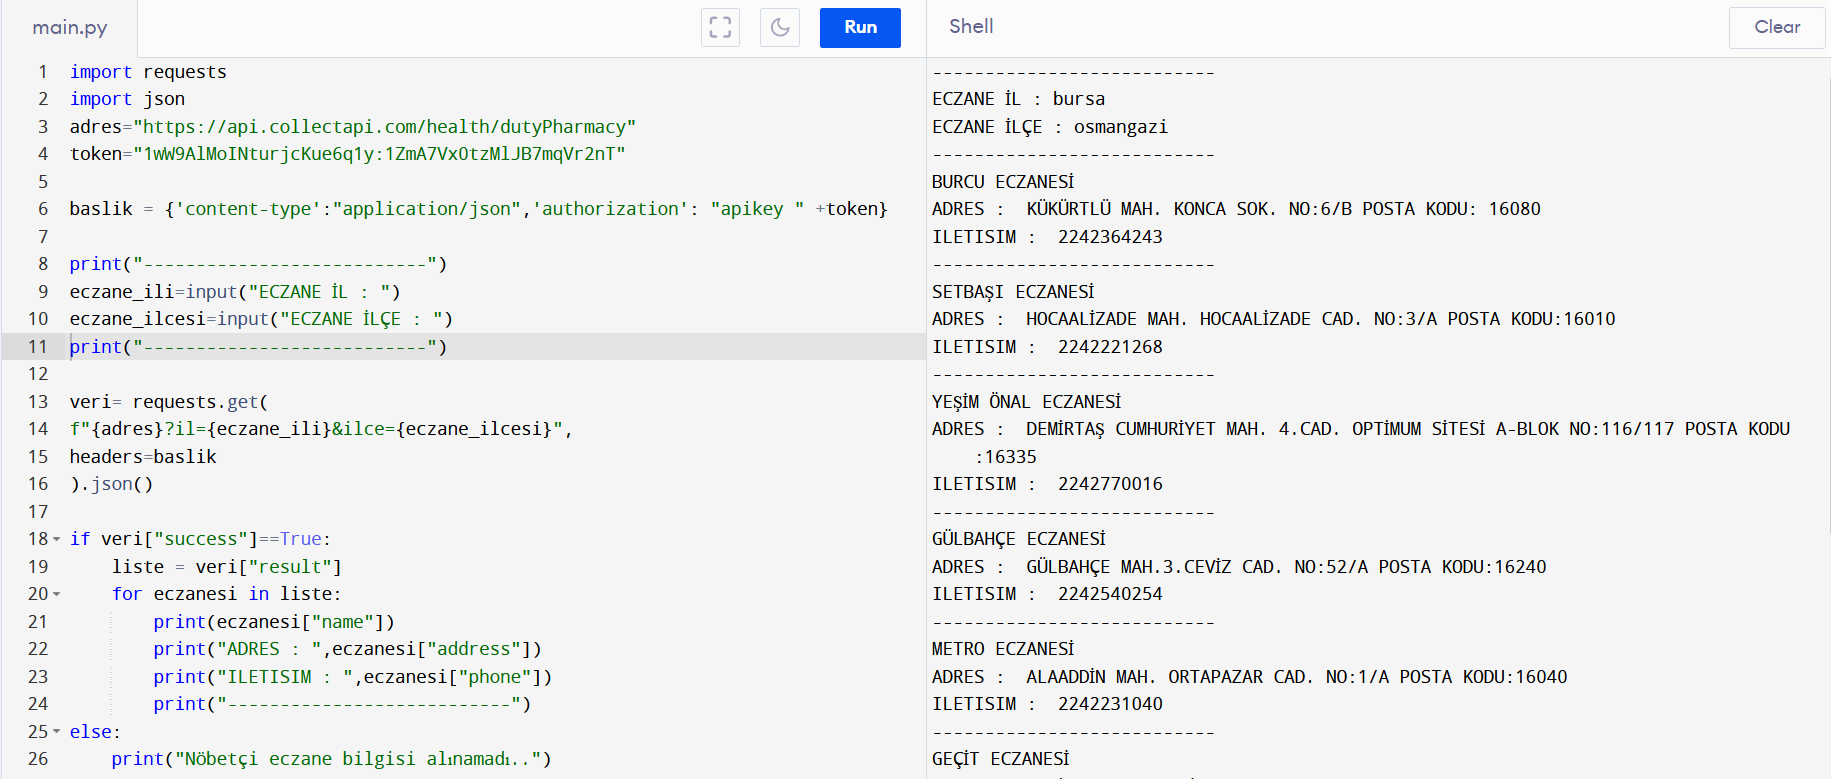 main.py
Run
1 import requests
2 import json
3 adres="https://api.collectapi.com/health/dutyPharmacy"
4 token="1wW9AlMoINturjcKue6q1y:1ZmA7Vx0tzMlJB7mqVr2nT"
5
6 baslik = {'content-type':"application/json",'authorization': "apikey " +token}
7
8 print("---------------------------")
9 eczane_ili=input("ECZANE İL : ")
10 eczane_ilcesi=input("ECZANE İLÇE : ")
11 print("---------------------------")
12
13 veri= requests.get(
14 f"{adres}?il={eczane_ili}&ilce={eczane_ilcesi}",
15 headers=baslik
16 ).json()
17
18 if veri["success"]==True:
19     liste = veri["result"]
20     for eczanesi in liste:
21         print(eczanesi["name"])
22         print("ADRES : ",eczanesi["address"])
23         print("ILETISIM : ",eczanesi["phone"])
24         print("---------------------------")
25 else:
26     print("Nöbetçi eczane bilgisi alınamadı..")
Shell
Clear
---------------------------
ECZANE İL : bursa
ECZANE İLÇE : osmangazi
---------------------------
BURCU ECZANESİ
ADRES :  KÜKÜRTLÜ MAH. KONCA SOK. NO:6/B POSTA KODU: 16080
ILETISIM :  2242364243
---------------------------
SETBAŞI ECZANESİ
ADRES :  HOCAALİZADE MAH. HOCAALİZADE CAD. NO:3/A POSTA KODU:16010
ILETISIM :  2242221268
---------------------------
YEŞİM ÖNAL ECZANESİ
ADRES :  DEMİRTAŞ CUMHURİYET MAH. 4.CAD. OPTİMUM SİTESİ A-BLOK NO:116/117 POSTA KODU
:16335
ILETISIM :  2242770016
---------------------------
GÜLBAHÇE ECZANESİ
ADRES :  GÜLBAHÇE MAH.3.CEVİZ CAD. NO:52/A POSTA KODU:16240
ILETISIM :  2242540254
---------------------------
METRO ECZANESİ
ADRES :  ALAADDİN MAH. ORTAPAZAR CAD. NO:1/A POSTA KODU:16040
ILETISIM :  2242231040
---------------------------
GEÇİT ECZANESİ